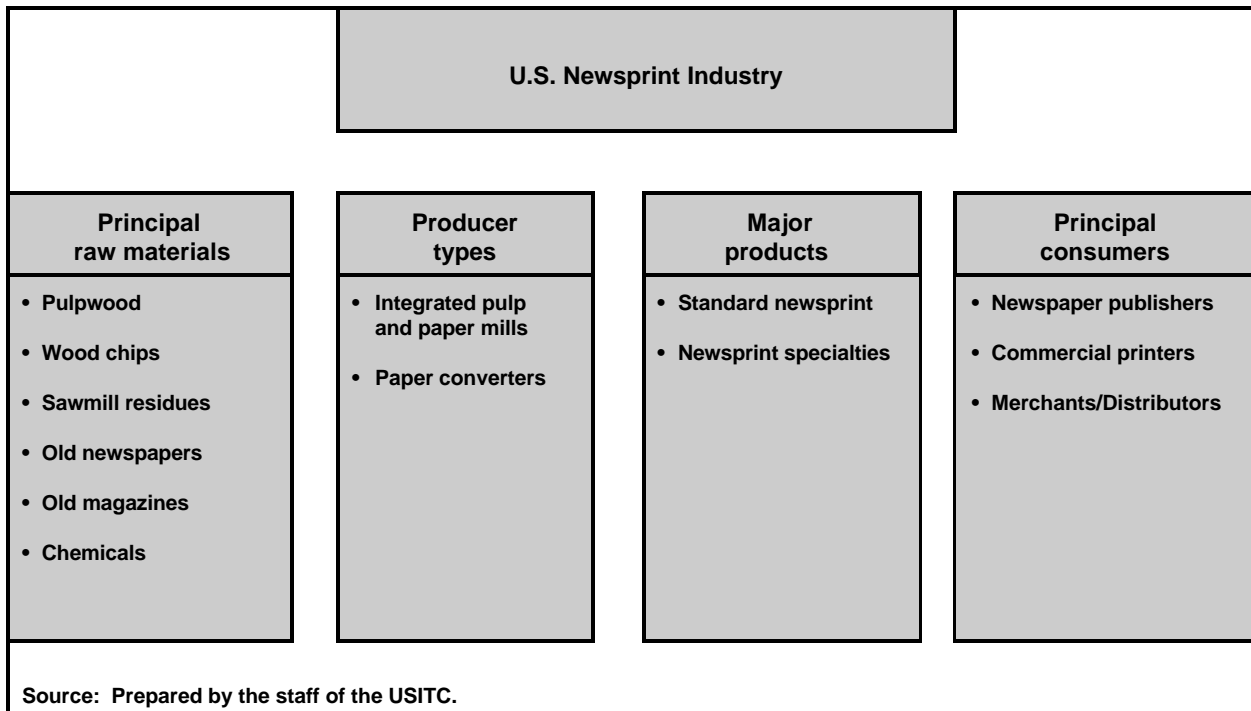 U.S. Newsprint Industry
Principal
raw materials
• Pulpwood
• Wood chips
• Sawmill residues
• Old newspapers
• Old magazines
• Chemicals
Producer
types
• Integrated pulp
and paper mills
• Paper converters
Major
products
• Standard newsprint
• Newsprint specialties
Principal
consumers
• Newspaper publishers
• Commercial printers
• Merchants/Distributors
Source: Prepared by the staff of the USITC.